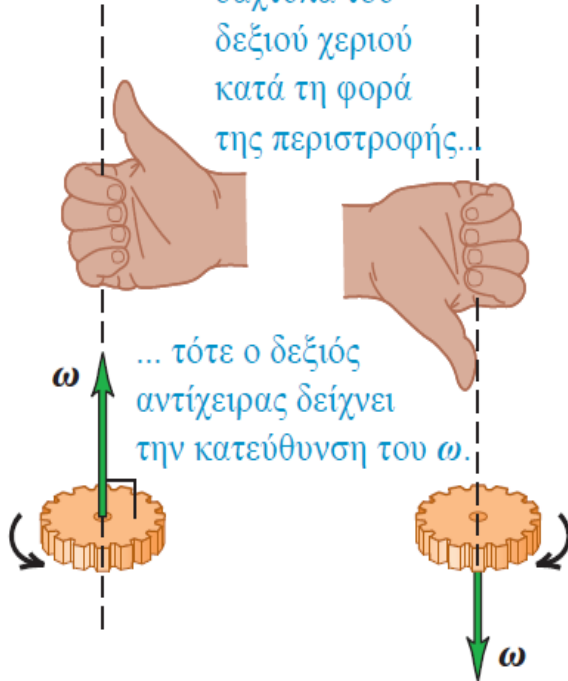 δεξιού χεριού
κατά τη φορά
της περιστροφής...
... τότε ο δεξιός
αντίχειρας δείχνει
την κατεύθυνση του ω.
ω
ω